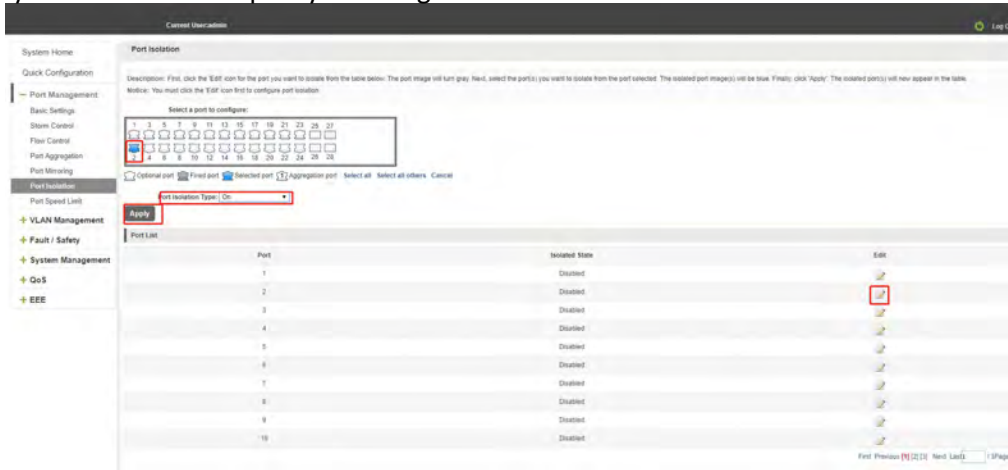 Current User:admin
Log O
System Home
Quick Configuration
Port Management
Basic Settings
Storm Control
Flow Control
Port Aggregation
Port Mirroring
Port Isolation
Port Speed Limit
VLAN Management
Fault / Safety
System Management
QoS
EEE
Port Isolation
Description: First, click the 'Edit' icon for the port you want to isolate from the table below. The port image will turn gray. Next, select the port(s) you want to isolate from the port selected. The isolated port image(s) will be blue. Finally, click 'Apply'. The isolated port(s) will now appear in the table.
Notice: You must click the 'Edit' icon first to configure port isolation.
Select a port to configure:
1 3 5 7 9 11 13 15 17 19 21 23 25 27
2 4 6 8 10 12 14 16 18 20 22 24 26 28
Optional port Fixed port Selected port Aggregation port Select all Select all others Cancel
Port Isolation Type: On
Apply
Port List
Port Isolated State Edit
1 Disabled
2 Disabled
3 Disabled
4 Disabled
5 Disabled
6 Disabled
7 Disabled
8 Disabled
9 Disabled
10 Disabled
First Previous [1] [2] [3] Next Last